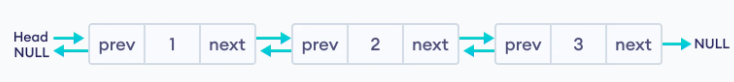 Head
NULL
prev 1 next
prev 2 next
prev 3 next
NULL